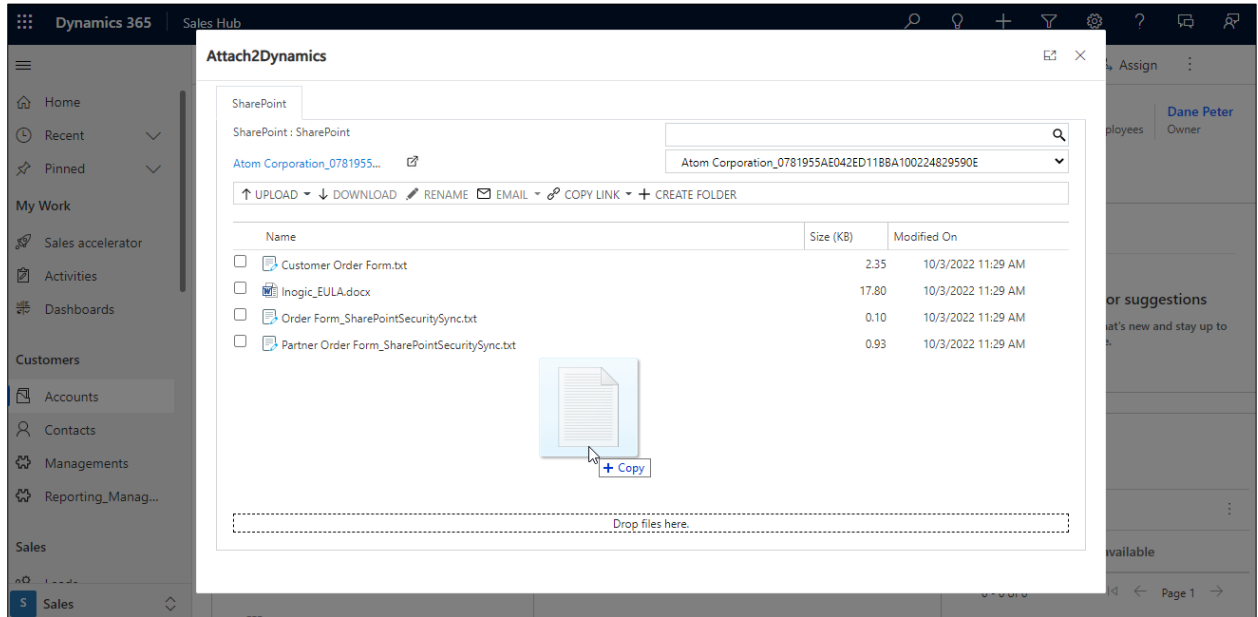 Dynamics 365 Sales Hub
Attach2Dynamics
Assign
Home
Recent
Pinned
My Work
Sales accelerator
Activities
Dashboards
Customers
Accounts
Contacts
Managements
Reporting_Manag...
Sales
S Sales
SharePoint
SharePoint : SharePoint
Atom Corporation_0781955...
Atom Corporation_0781955AE042ED11BBA100224829590E
UPLOAD DOWNLOAD RENAME EMAIL COPY LINK CREATE FOLDER
Name Size (KB) Modified On
Customer Order Form.txt 2.35 10/3/2022 11:29 AM
Inogic_EULA.docx 17.80 10/3/2022 11:29 AM
Order Form_SharePointSecuritySync.txt 0.10 10/3/2022 11:29 AM
Partner Order Form_SharePointSecuritySync.txt 0.93 10/3/2022 11:29 AM
+ Copy
Drop files here.
Dane Peter
ployees Owner
or suggestions
at's new and stay up to
vailable
Page 1